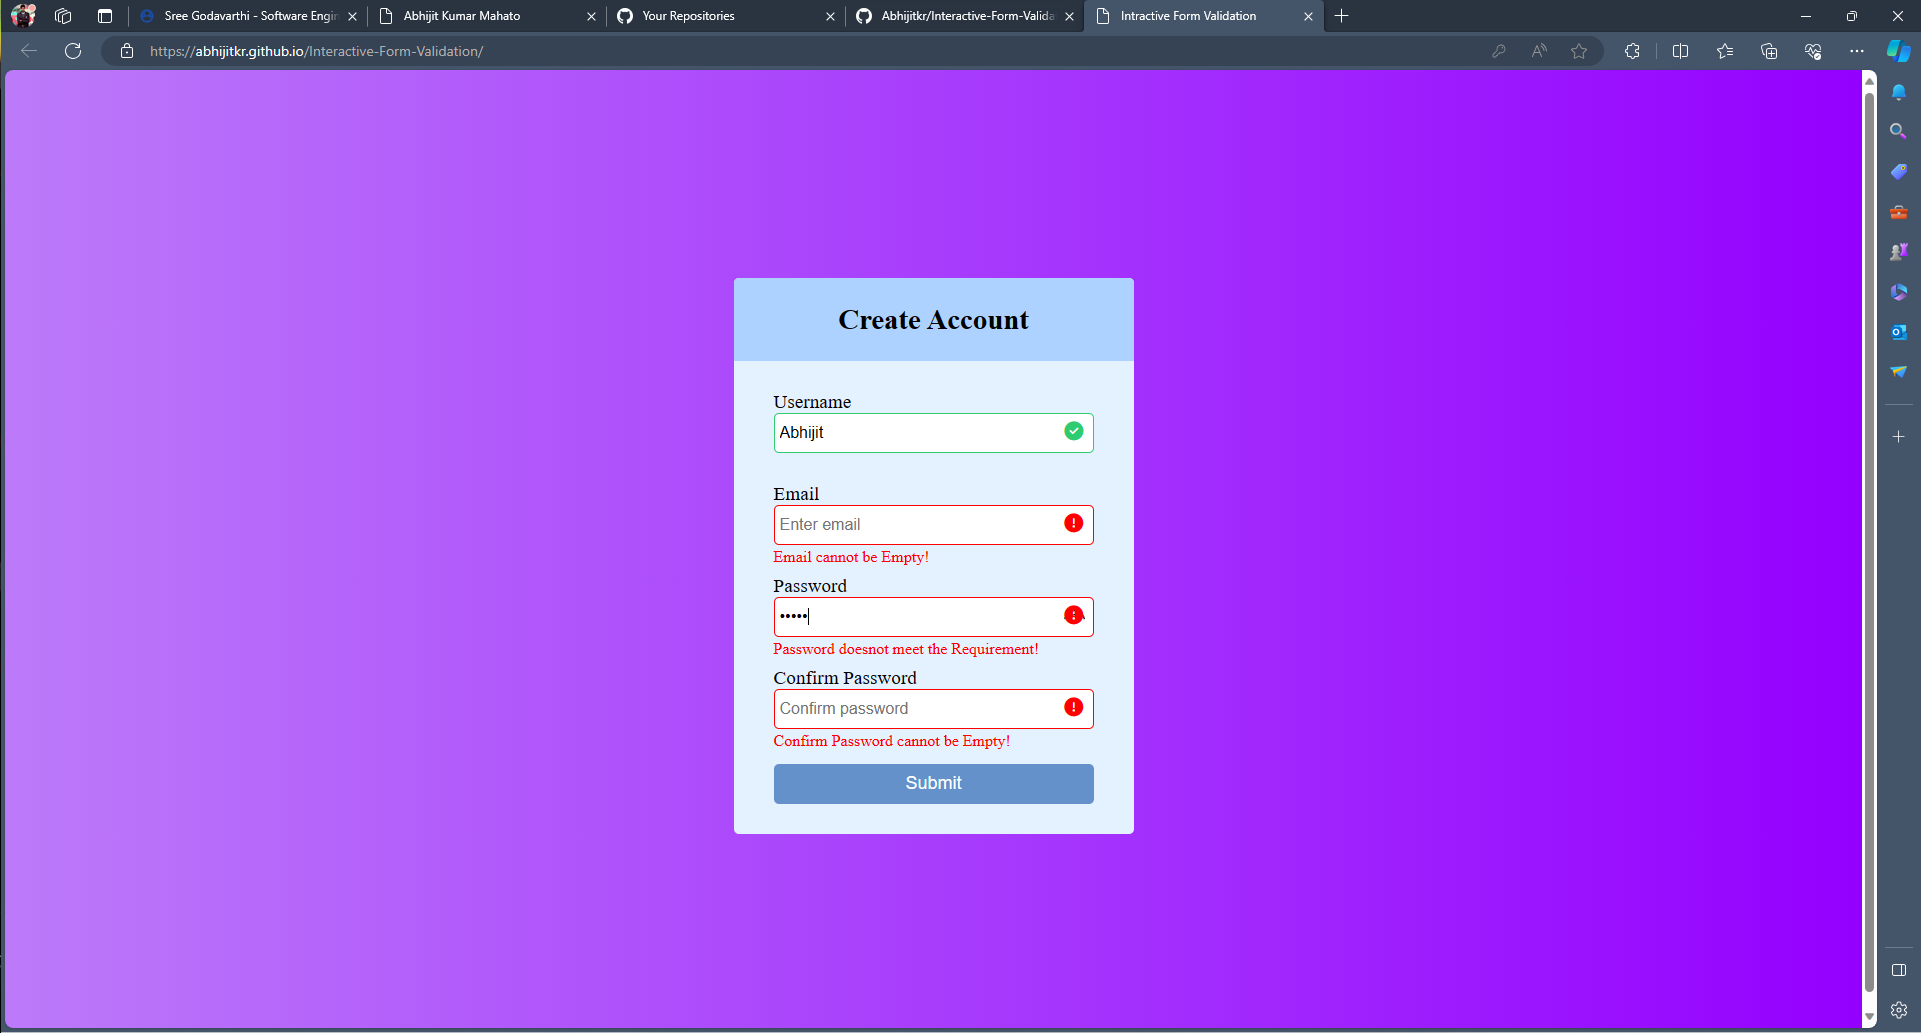 Sree Godavarthi - Software Engin
Abhijit Kumar Mahato
Your Repositories
Abhijitkr/Interactive-Form-Valida
Intractive Form Validation
https://abhijitkr.github.io/Interactive-Form-Validation/
Create Account
Username
Abhijit
Email
Enter email
Email cannot be Empty!
Password
•••••
Password doesnot meet the Requirement!
Confirm Password
Confirm password
Confirm Password cannot be Empty!
Submit